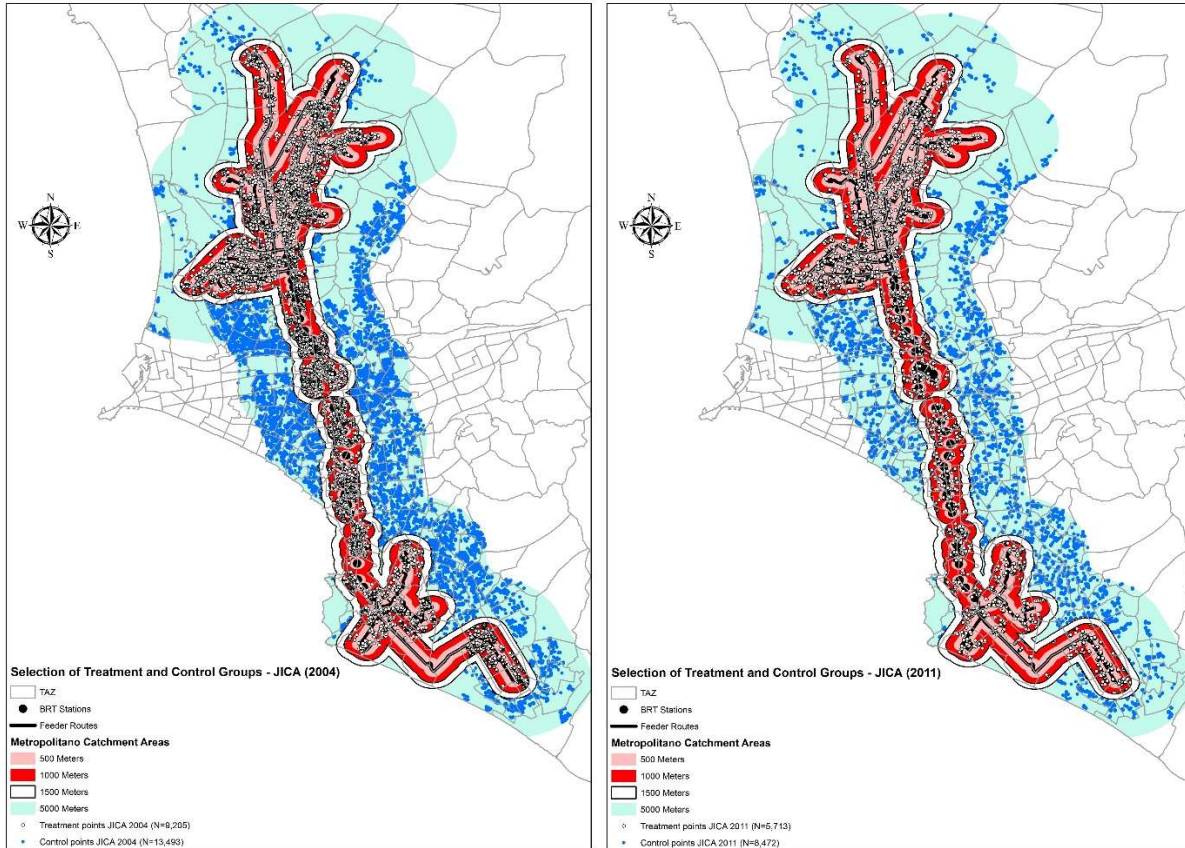 N
W E
S
Selection of Treatment and Control Groups - JICA (2004)
TAZ
BRT Stations
Feeder Routes
Metropolitano Catchment Areas
500 Meters
1000 Meters
1500 Meters
5000 Meters
Treatment points JICA 2004 (N=9,205)
Control points JICA 2004 (N=13,493)
N
W E
S
Selection of Treatment and Control Groups - JICA (2011)
TAZ
BRT Stations
Feeder Routes
Metropolitano Catchment Areas
500 Meters
1000 Meters
1500 Meters
5000 Meters
Treatment points JICA 2011 (N=5,713)
Control points JICA 2011 (N=8,472)